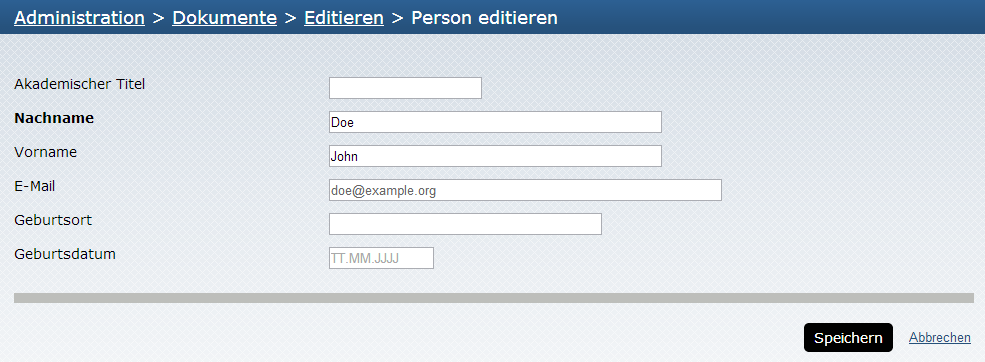 Administration > Dokumente > Editieren > Person editieren
Akademischer Titel
Nachname Doe
Vorname John
E-Mail doe@example.org
Geburtsort
Geburtsdatum TT.MM.JJJJ
Speichern Abbrechen